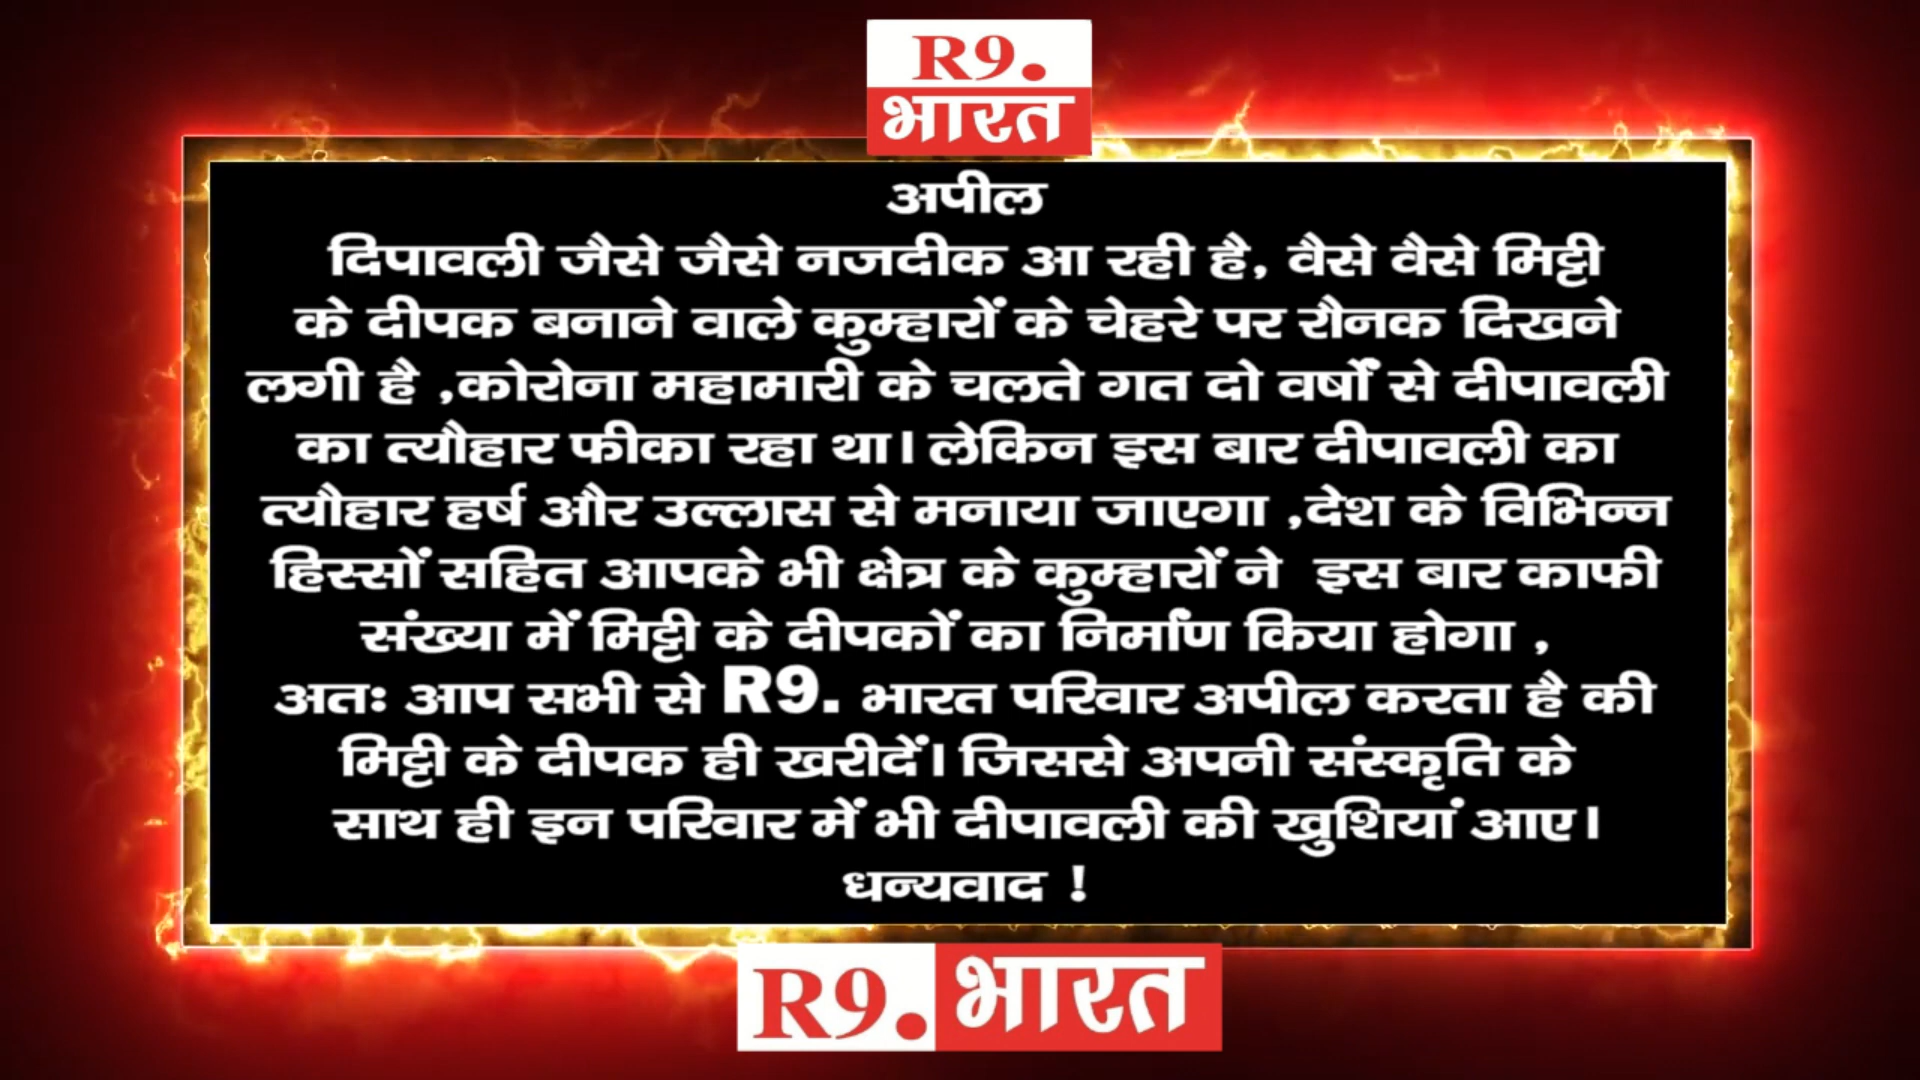 R9.
भारत
अपील
दिपावली जैसे जैसे नजदीक आ रही है, वैसे वैसे मिट्टी
के दीपक बनाने वाले कुम्हारों के चेहरे पर रौनक दिखने
लगी है ,कोरोना महामारी के चलते गत दो वर्षों से दीपावली
का त्यौहार फीका रहा था। लेकिन इस बार दीपावली का
त्यौहार हर्ष और उल्लास से मनाया जाएगा ,देश के विभिन्न
हिस्सों सहित आपके भी क्षेत्र के कुम्हारों ने इस बार काफी
संख्या में मिट्टी के दीपकों का निर्माण किया होगा ,
अतः आप सभी से R9. भारत परिवार अपील करता है की
मिट्टी के दीपक ही खरीदें। जिससे अपनी संस्कृति के
साथ ही इन परिवार में भी दीपावली की खुशियां आए।
धन्यवाद !
R9. भारत